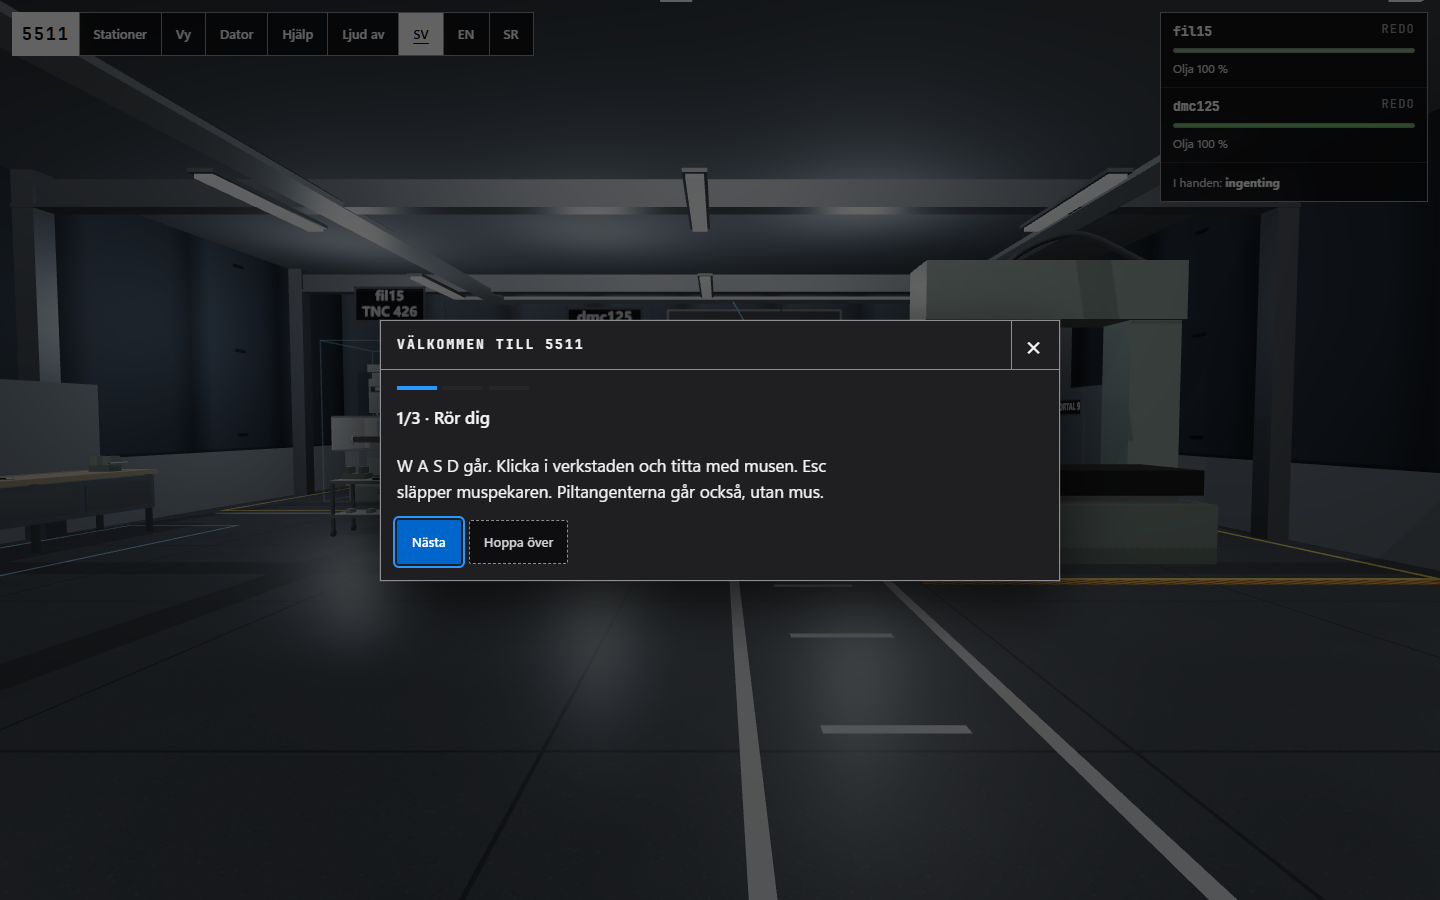 5511 Stationer Vy Dator Hjälp Ljud av SV EN SR
fil15 REDO
Olja 100 %
dmc125 REDO
Olja 100 %
I handen: ingenting
fil15
TNC 426
dmc125
VÄLKOMMEN TILL 5511
1/3 · Rör dig
W A S D går. Klicka i verkstaden och titta med musen. Esc
släpper muspekaren. Piltangenterna går också, utan mus.
Nästa Hoppa över